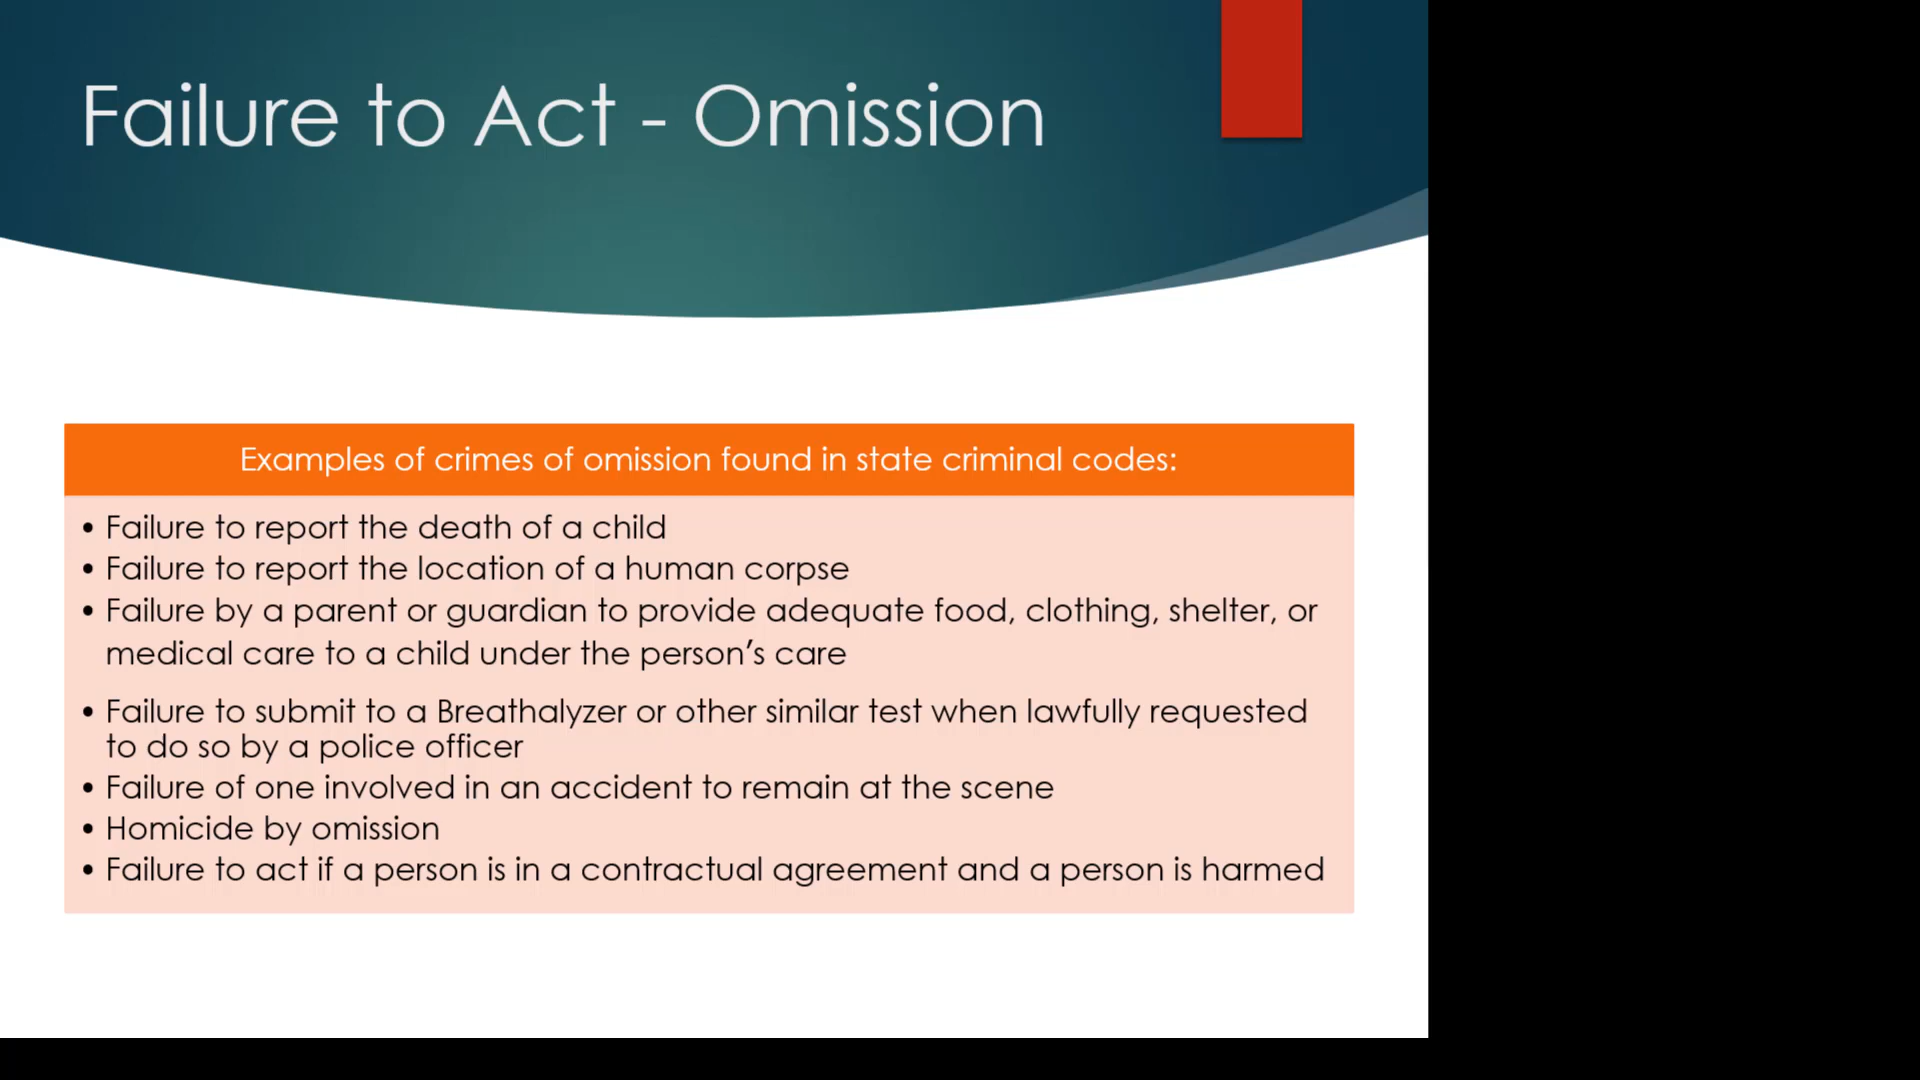 Failure to Act - Omission
Examples of crimes of omission found in state criminal codes:
• Failure to report the death of a child
• Failure to report the location of a human corpse
• Failure by a parent or guardian to provide adequate food, clothing, shelter, or
medical care to a child under the person’s care
• Failure to submit to a Breathalyzer or other similar test when lawfully requested
to do so by a police officer
• Failure of one involved in an accident to remain at the scene
• Homicide by omission
• Failure to act if a person is in a contractual agreement and a person is harmed